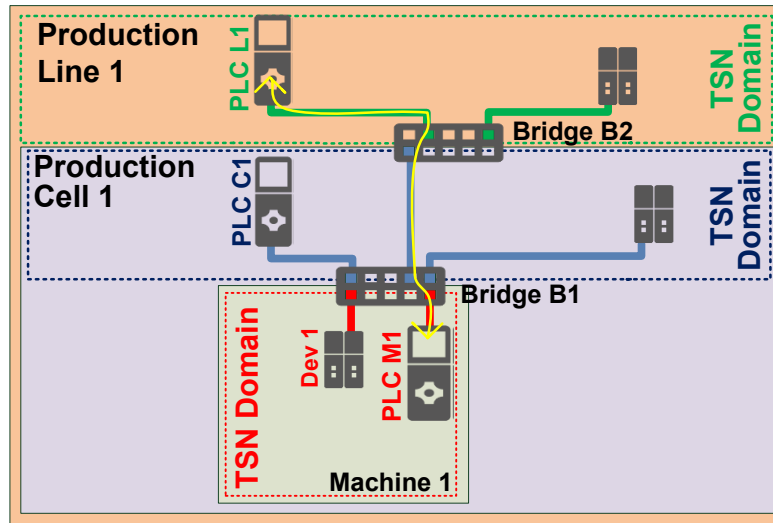 Production
Line 1
PLC L1
TSN
Domain
Bridge B2
Production
Cell 1
PLC C1
TSN
Domain
Bridge B1
TSN Domain
Dev 1
PLC M1
Machine 1